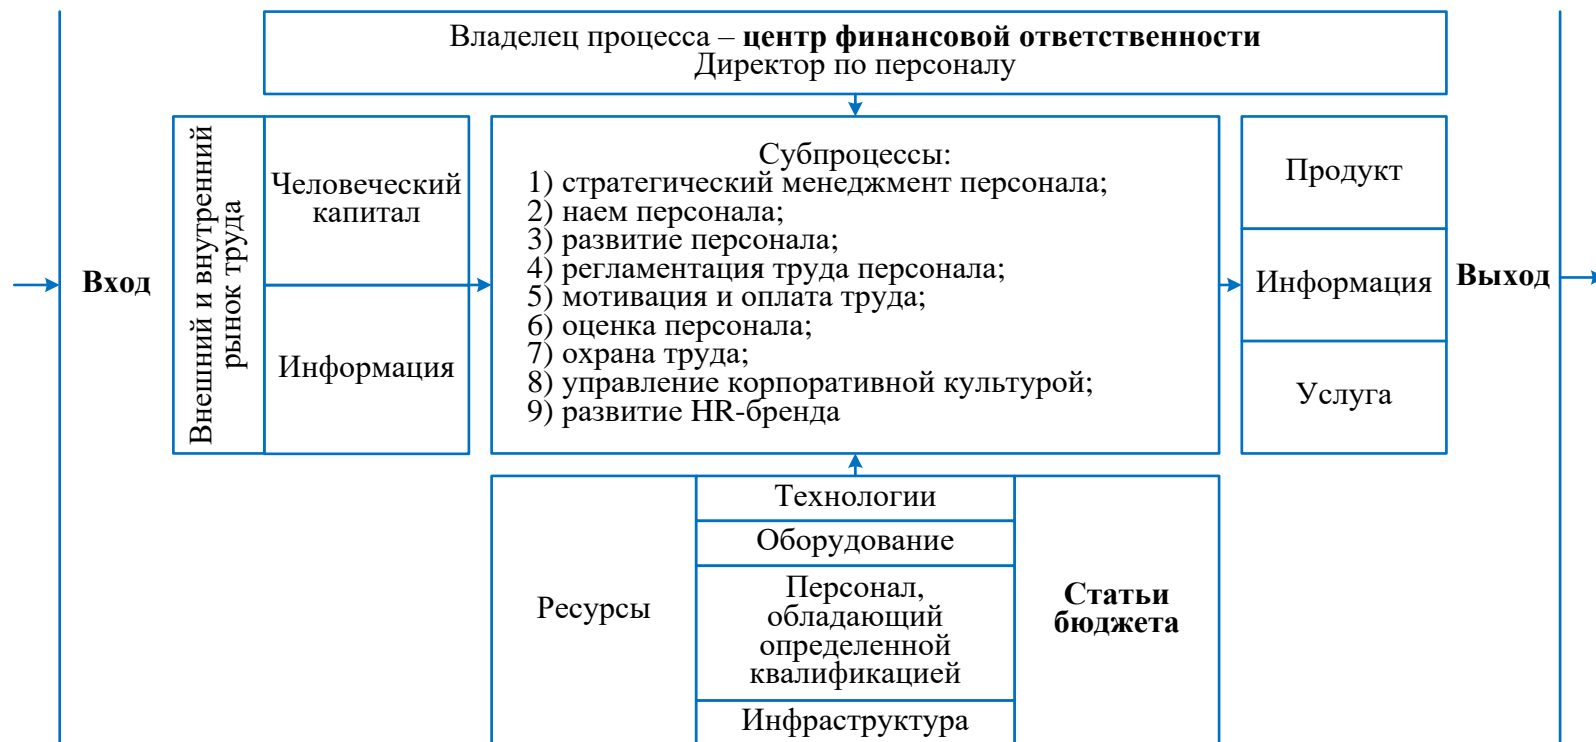 Владелец процесса – центр финансовой ответственности
Директор по персоналу
Вход
Внешний и внутренний
рынок труда
Человеческий
капитал
Информация
Субпроцессы:
1) стратегический менеджмент персонала;
2) наем персонала;
3) развитие персонала;
4) регламентация труда персонала;
5) мотивация и оплата труда;
6) оценка персонала;
7) охрана труда;
8) управление корпоративной культурой;
9) развитие HR-бренда
Продукт
Информация
Услуга
Выход
Ресурсы
Технологии
Оборудование
Персонал,
обладающий
определенной
квалификацией
Инфраструктура
Статьи
бюджета